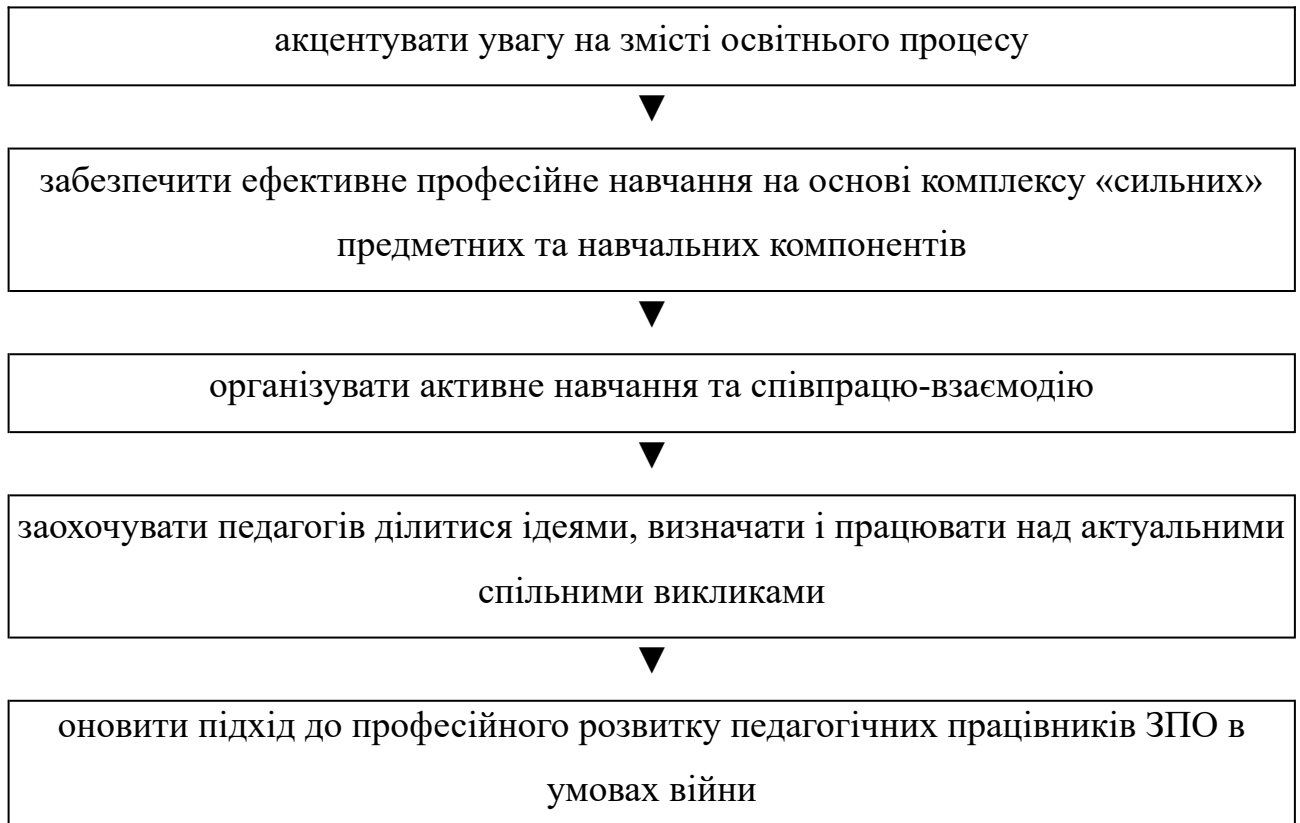 акцентувати увагу на змісті освітнього процесу
забезпечити ефективне професійне навчання на основі комплексу «сильних»
предметних та навчальних компонентів
організувати активне навчання та співпрацю-взаємодію
заохочувати педагогів ділитися ідеями, визначати і працювати над актуальними
спільними викликами
оновити підхід до професійного розвитку педагогічних працівників ЗПО в
умовах війни